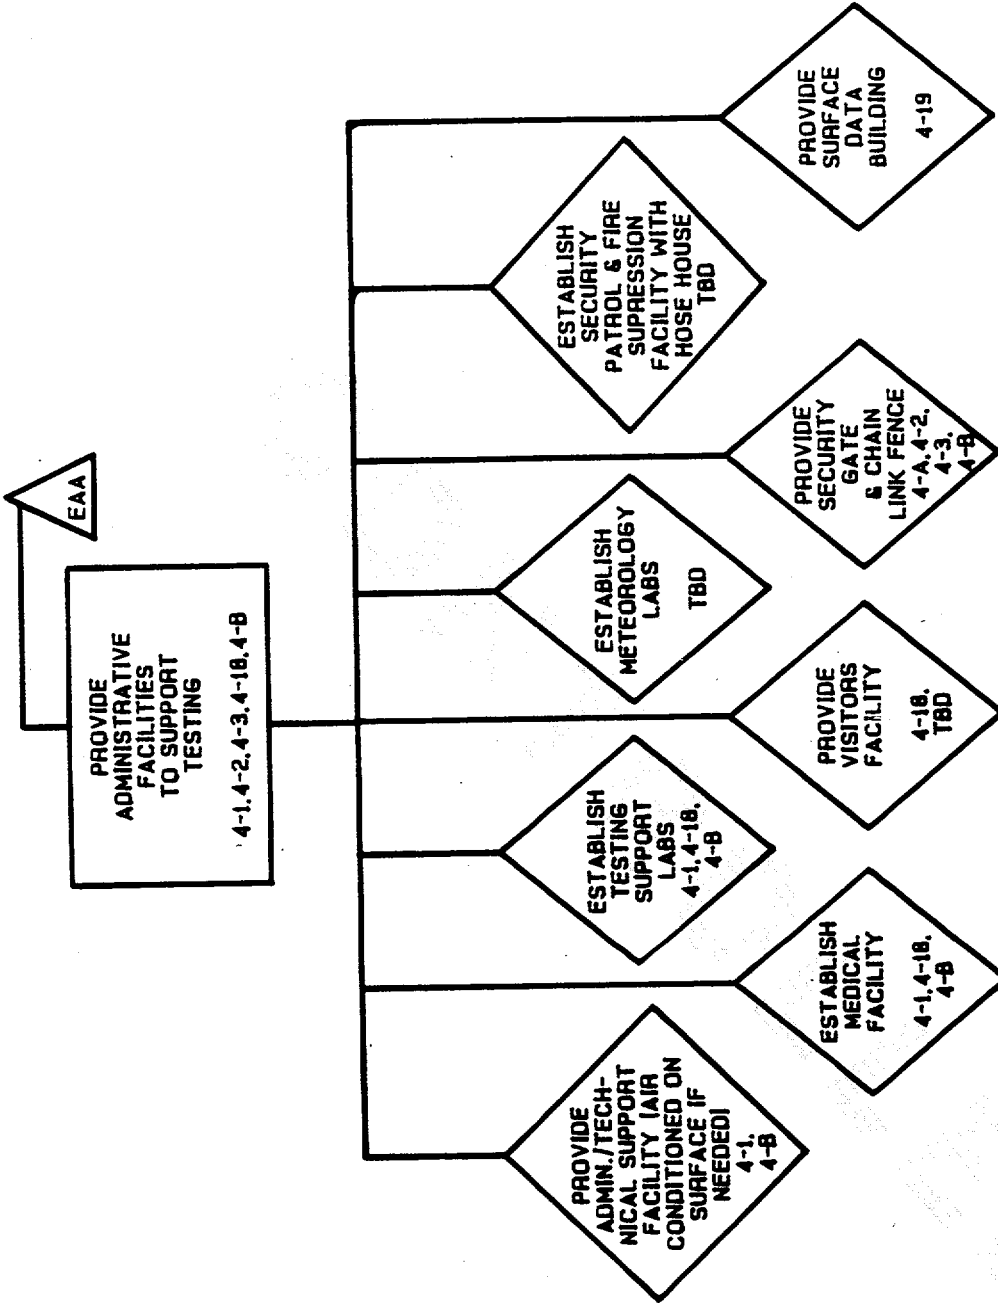 EAA
PROVIDE
ADMINISTRATIVE
FACILITIES
TO SUPPORT
TESTING
4-1,4-2,4-3,4-18,4-B
PROVIDE
ADMIN./TECH-
NICAL SUPPORT
FACILITY (AIR
CONDITIONED ON
SURFACE IF
NEEDED)
4-1,
4-B
ESTABLISH
MEDICAL
FACILITY
4-1,4-18,
4-B
ESTABLISH
TESTING
SUPPORT
LABS
4-1,4-18,
4-B
PROVIDE
VISITORS
FACILITY
4-18,
TBD
ESTABLISH
METEOROLOGY
LABS
TBD
PROVIDE
SECURITY
GATE
& CHAIN
LINK FENCE
4-A,4-2,
4-3,
4-B
ESTABLISH
SECURITY
PATROL & FIRE
SUPRESSION
FACILITY WITH
HOSE HOUSE
TBD
PROVIDE
SURFACE
DATA
BUILDING
4-19